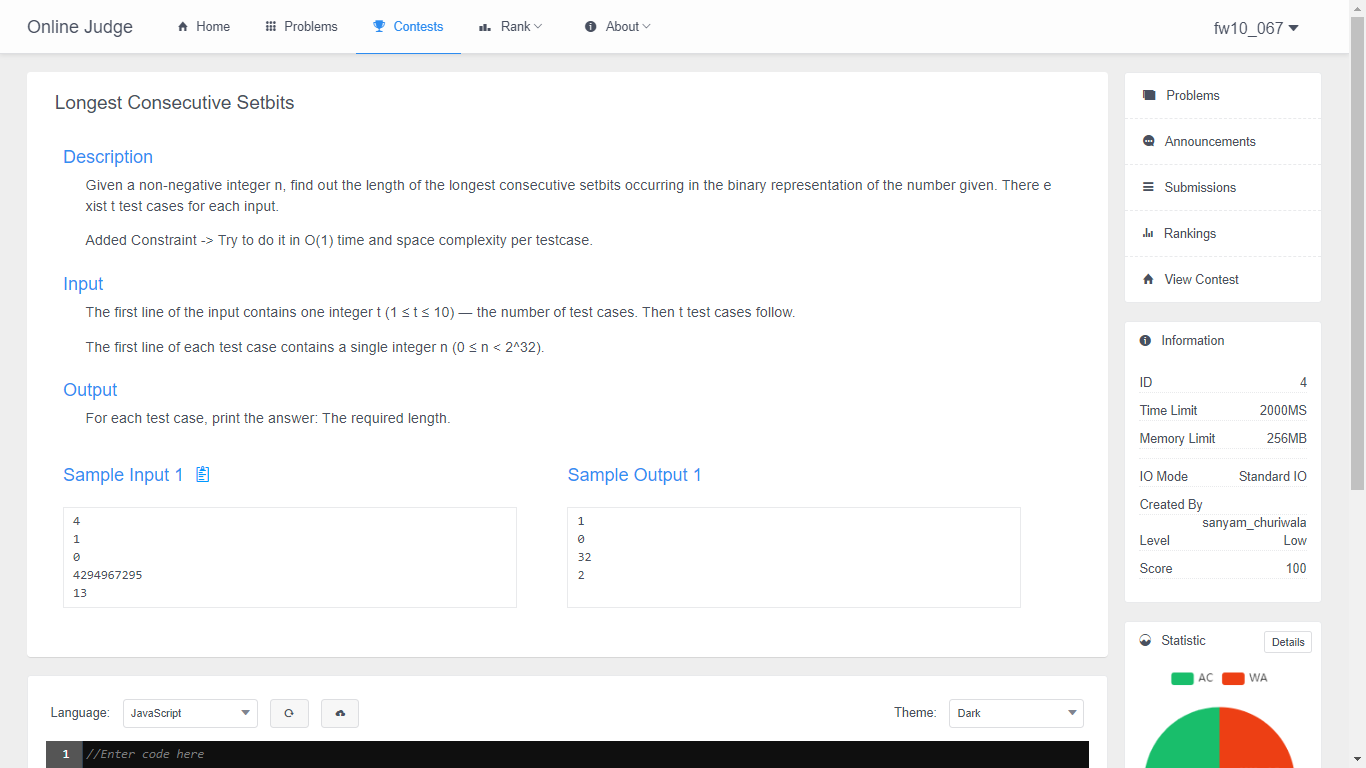 Online Judge
Home
Problems
Contests
Rank
About
fw10_067
Longest Consecutive Setbits
Description
Given a non-negative integer n, find out the length of the longest consecutive setbits occurring in the binary representation of the number given. There e
xist t test cases for each input.
Added Constraint -> Try to do it in O(1) time and space complexity per testcase.
Input
The first line of the input contains one integer t (1 ≤ t ≤ 10) — the number of test cases. Then t test cases follow.
The first line of each test case contains a single integer n (0 ≤ n < 2^32).
Output
For each test case, print the answer: The required length.
Sample Input 1
4
1
0
4294967295
13
Sample Output 1
1
0
32
2
Language:
JavaScript
Theme:
Dark
1
//Enter code here
Problems
Announcements
Submissions
Rankings
View Contest
Information
ID 4
Time Limit 2000MS
Memory Limit 256MB
IO Mode Standard IO
Created By
sanyam_churiwala
Level Low
Score 100
Statistic
Details
AC WA